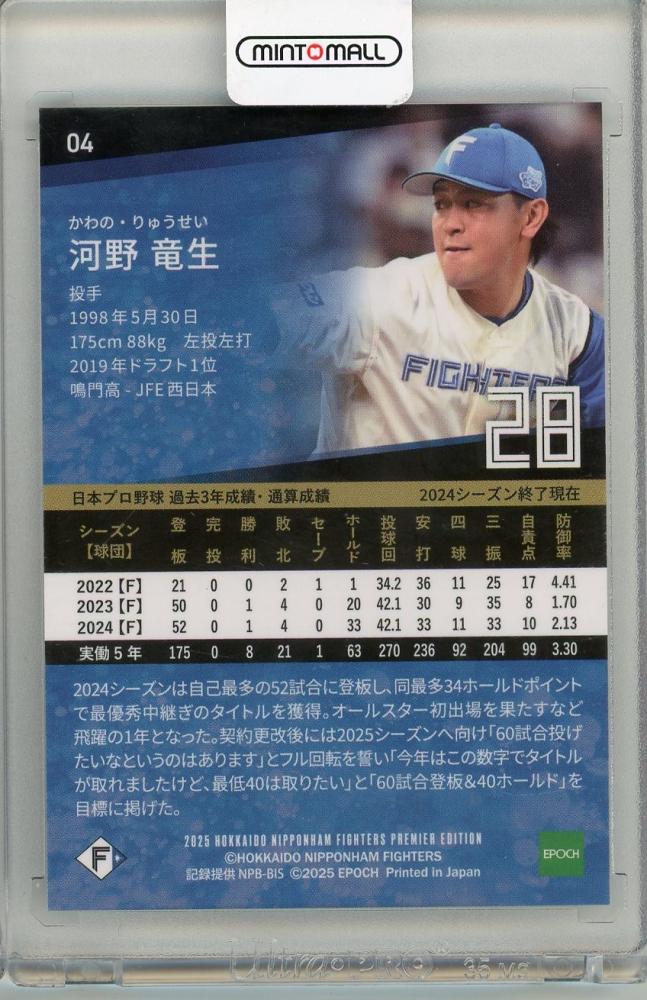 MINTOMALL
04
かわの・りゅうせい
河野 竜生
投手
1998年5月30日
175cm 88kg 左投左打
2019年ドラフト1位
鳴門高 - JFE西日本
F
FIGHTERS
28
日本プロ野球 過去3年成績・通算成績 2024シーズン終了現在
シーズン【球団】 登板 完投 勝利 敗北 セーブ ホールド 投球回 安打 四球 三振 自責点 防御率
2022【F】 21 0 0 2 1 1 34.2 36 11 25 17 4.41
2023【F】 50 0 1 4 0 20 42.1 30 9 35 8 1.70
2024【F】 52 0 1 4 0 33 42.1 33 11 33 10 2.13
実働5年 175 0 8 21 1 63 270 236 92 204 99 3.30
2024シーズンは自己最多の52試合に登板し、同最多34ホールドポイント
で最優秀中継ぎのタイトルを獲得。オールスター初出場を果たすなど
飛躍の1年となった。契約更改後には2025シーズンへ向け「60試合投げ
たいなというのはあります」とフル回転を誓い「今年はこの数字でタイトル
が取れましたけど、最低40は取りたい」と「60試合登板&40ホールド」を
目標に掲げた。
2025 HOKKAIDO NIPPONHAM FIGHTERS PREMIER EDITION
©HOKKAIDO NIPPONHAM FIGHTERS
記録提供 NPB-BIS ©2025 EPOCH Printed in Japan
F
EPOCH
Ultra PRO 35 MS